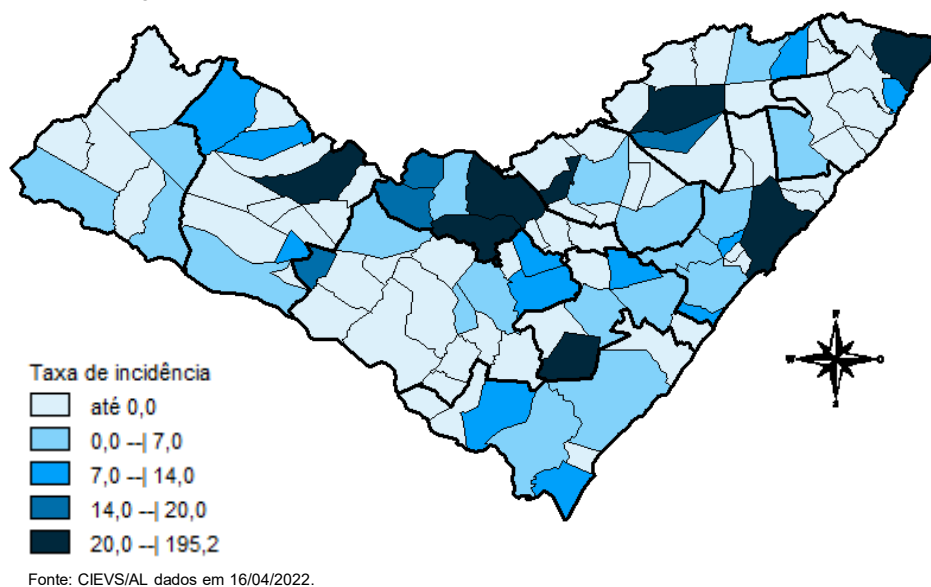 Taxa de incidência
até 0,0
0,0 --| 7,0
7,0 --| 14,0
14,0 --| 20,0
20,0 --| 195,2
N
W
O
S
Fonte: CIEVS/AL dados em 16/04/2022.